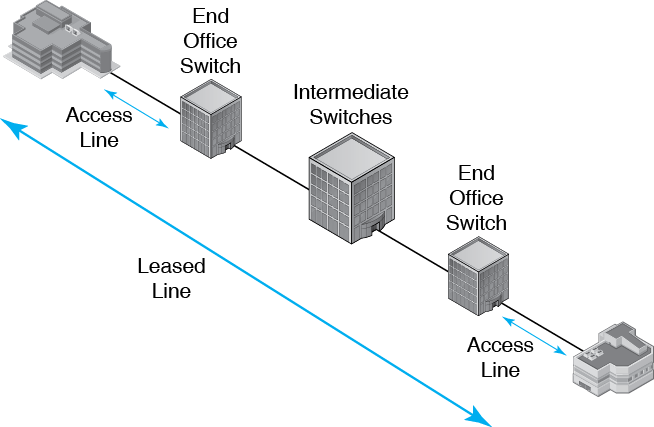 End
Office
Switch
Access
Line
Intermediate
Switches
End
Office
Switch
Leased
Line
Access
Line